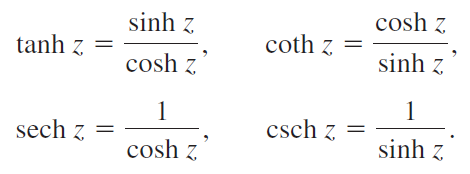 tanh z = sinh z / cosh z, coth z = cosh z / sinh z,
sech z = 1 / cosh z, csch z = 1 / sinh z.